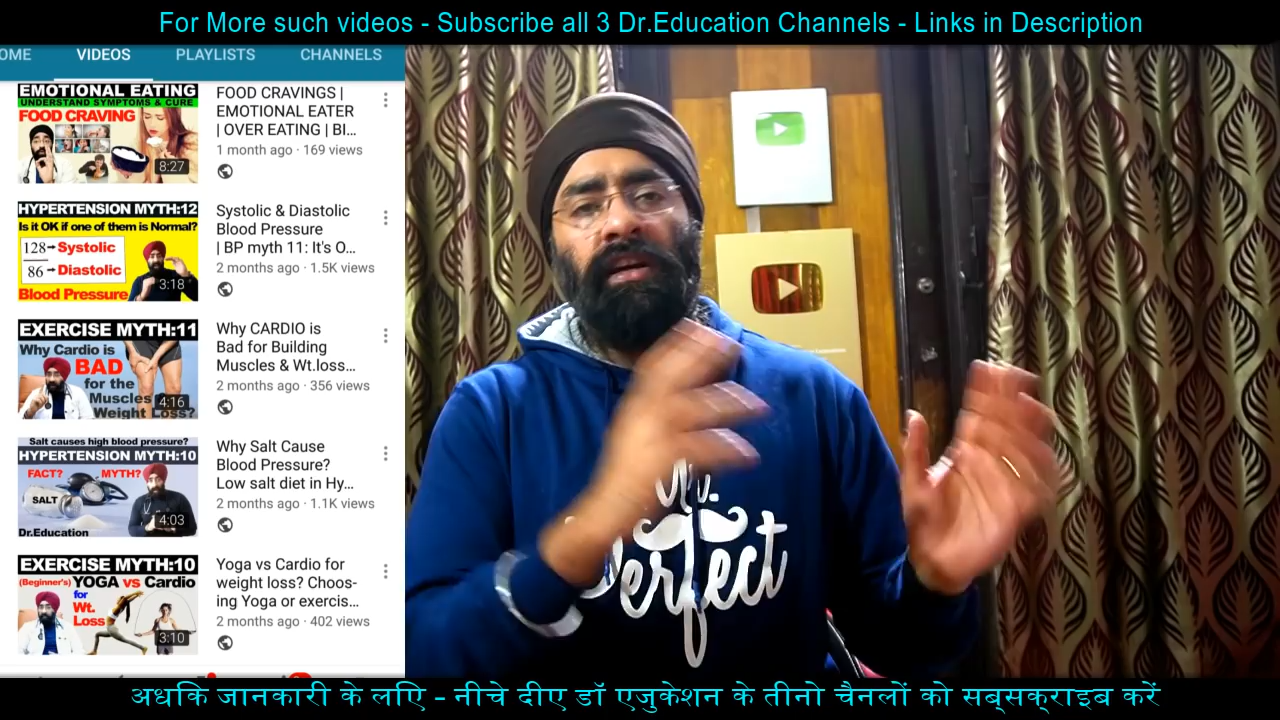 For More such videos - Subscribe all 3 Dr.Education Channels - Links in Description
OME VIDEOS PLAYLISTS CHANNELS
EMOTIONAL EATING
UNDERSTAND SYMPTOMS & CURE
FOOD CRAVING
8:27
FOOD CRAVINGS |
EMOTIONAL EATER
| OVER EATING | BI...
1 month ago · 169 views
HYPERTENSION MYTH:12
Is it OK if one of them is Normal?
128→Systolic
86→Diastolic
Blood Pressure
3:18
Systolic & Diastolic
Blood Pressure
| BP myth 11: It's O...
2 months ago · 1.5K views
EXERCISE MYTH:11
Why Cardio is
BAD
for the
Muscles
Weight Loss?
4:16
Why CARDIO is
Bad for Building
Muscles & Wt.loss...
2 months ago · 356 views
Salt causes high blood pressure?
HYPERTENSION MYTH:10
FACT? MYTH?
SALT
Dr.Education
4:03
Why Salt Cause
Blood Pressure?
Low salt diet in Hy...
2 months ago · 1.1K views
EXERCISE MYTH:10
(Beginner's) YOGA vs Cardio
for
Wt.
Loss
3:10
Yoga vs Cardio for
weight loss? Choos-
ing Yoga or exercis...
2 months ago · 402 views
Mr.
Perfect
अधिक जानकारी के लिए - नीचे दीए डॉ एजुकेशन के तीनो चैनलों को सब्सक्राइब करें